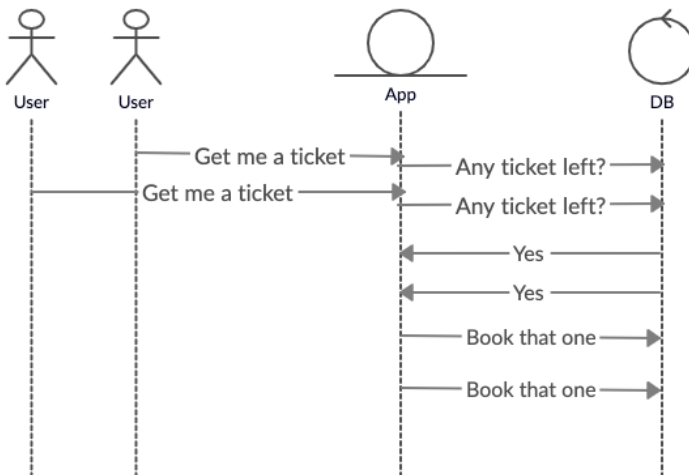 User
User
App
DB
Get me a ticket
Any ticket left?
Get me a ticket
Any ticket left?
Yes
Yes
Book that one
Book that one